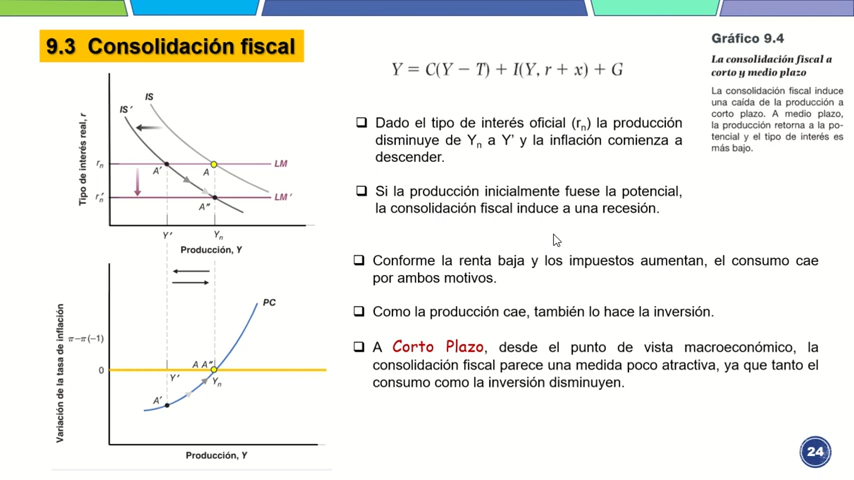 9.3 Consolidación fiscal
Y = C(Y − T) + I(Y, r + x) + G
Gráfico 9.4
La consolidación fiscal a
corto y medio plazo
La consolidación fiscal induce
una caída de la producción a
corto plazo. A medio plazo,
la producción retorna a la po-
tencial y el tipo de interés es
más bajo.
❑ Dado el tipo de interés oficial (rn) la producción
disminuye de Yn a Y’ y la inflación comienza a
descender.
❑ Si la producción inicialmente fuese la potencial,
la consolidación fiscal induce a una recesión.
❑ Conforme la renta baja y los impuestos aumentan, el consumo cae
por ambos motivos.
❑ Como la producción cae, también lo hace la inversión.
❑ A Corto Plazo, desde el punto de vista macroeconómico, la
consolidación fiscal parece una medida poco atractiva, ya que tanto el
consumo como la inversión disminuyen.
Tipo de interés real, r
IS
IS′
rn
A′
A
LM
r′n
A″
LM′
Y′
Yn
Producción, Y
Variación de la tasa de inflación
PC
π−π(−1)
0
A A″
Y′
Yn
A′
Producción, Y
24